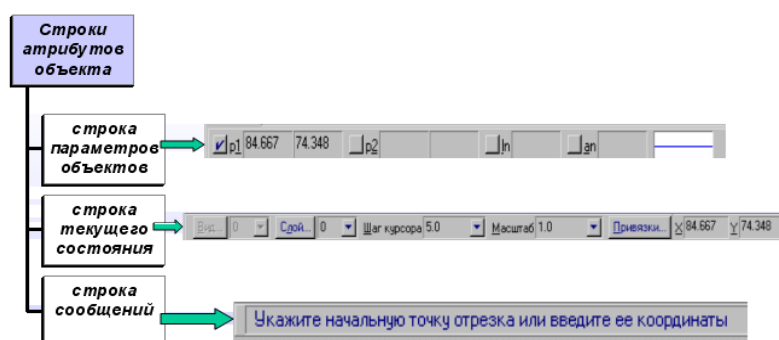 Строки
атрибутов
объекта
строка
параметров
объектов
p1 84.667 74.348 p2 ln an
строка
текущего
состояния
Вид... 0 Слой... 0 Шаг курсора 5.0 Масштаб 1.0 Привязки... X 84.667 Y 74.348
строка
сообщений
Укажите начальную точку отрезка или введите ее координаты